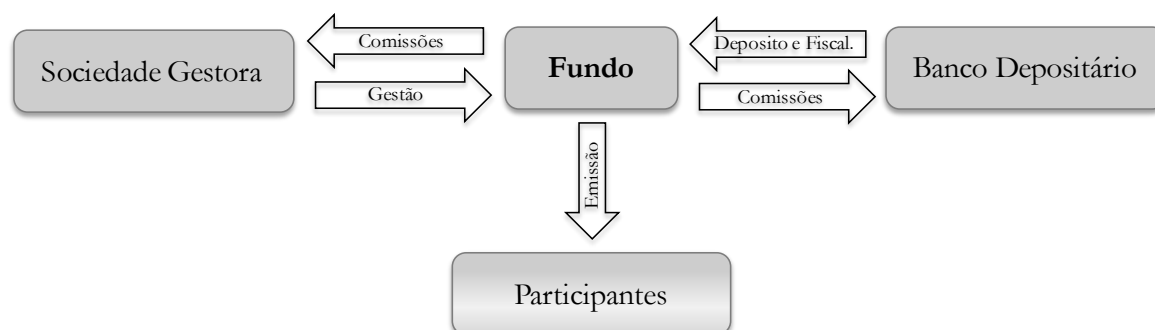 Comissões
Deposito e Fiscal.
Sociedade Gestora
Fundo
Banco Depositário
Gestão
Comissões
Emissão
Participantes